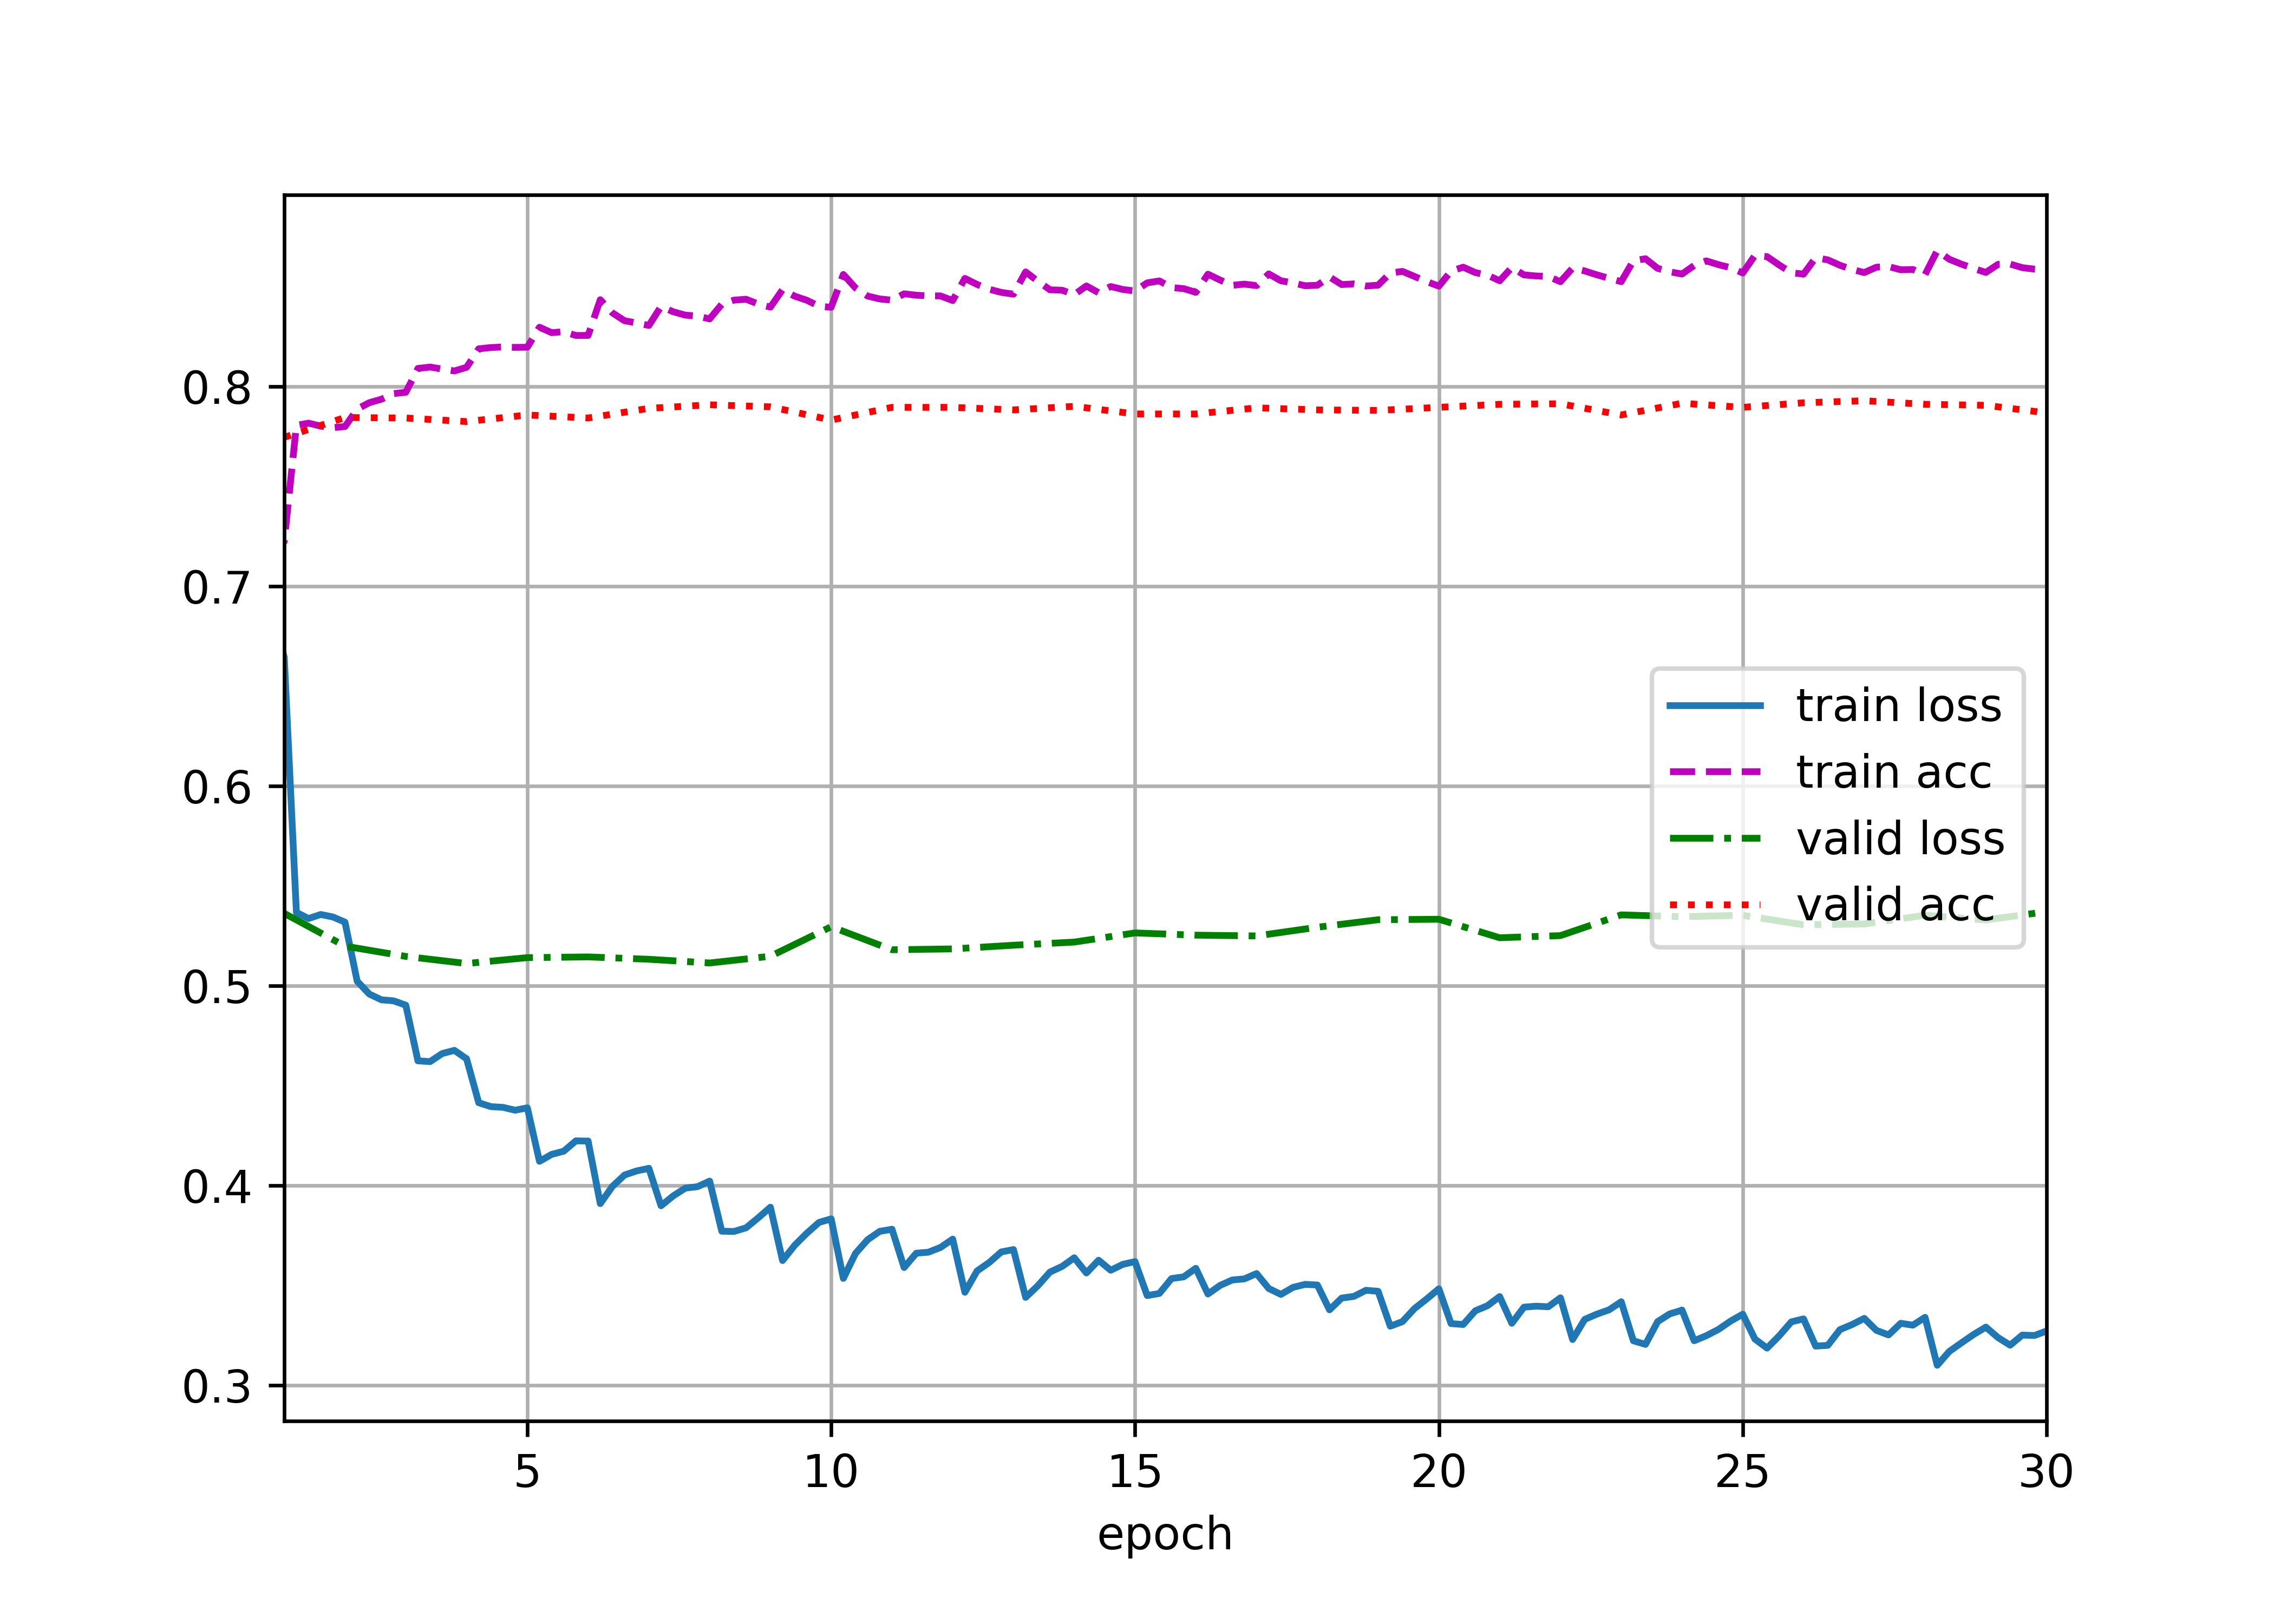 0.8
0.7
0.6
0.5
0.4
0.3
train loss
train acc
valid loss
valid acc
5 10 15 20 25 30
epoch